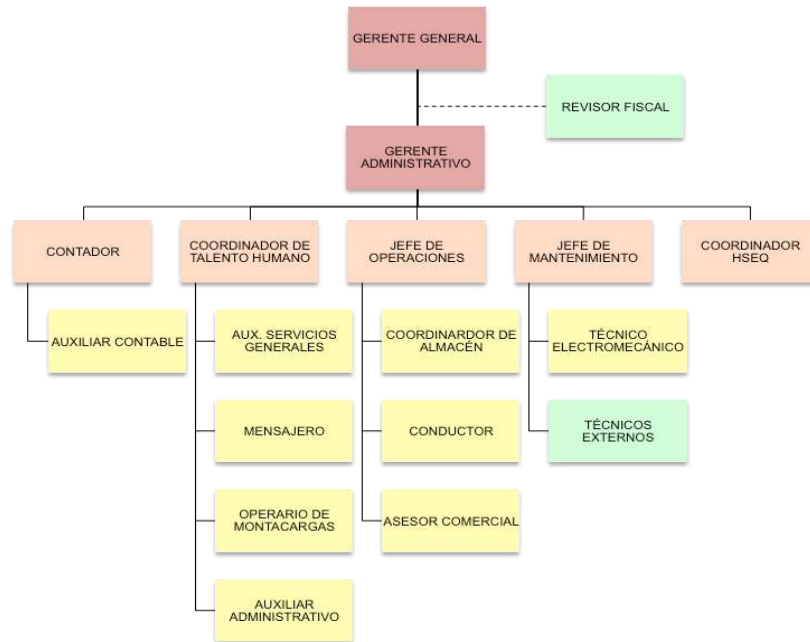 GERENTE GENERAL
REVISOR FISCAL
GERENTE
ADMINISTRATIVO
CONTADOR
COORDINADOR DE
TALENTO HUMANO
JEFE DE
OPERACIONES
JEFE DE
MANTENIMIENTO
COORDINADOR
HSEQ
AUXILIAR CONTABLE
AUX. SERVICIOS
GENERALES
COORDINARDOR DE
ALMACÉN
TÉCNICO
ELECTROMECÁNICO
MENSAJERO
CONDUCTOR
TÉCNICOS
EXTERNOS
OPERARIO DE
MONTACARGAS
ASESOR COMERCIAL
AUXILIAR
ADMINISTRATIVO